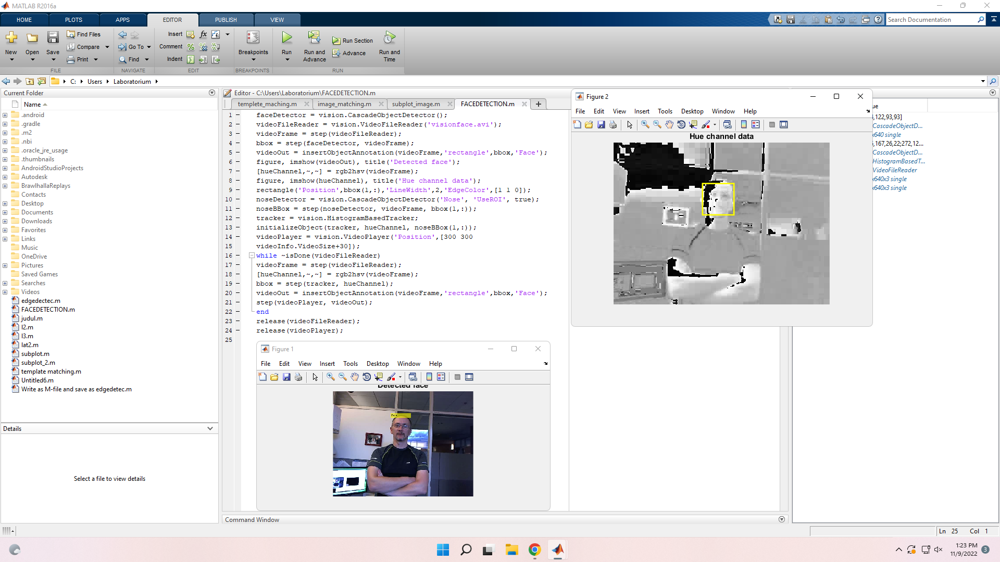 MATLAB R2016a
HOME PLOTS APPS EDITOR PUBLISH VIEW
Search Documentation
New Open Save
Find Files
Compare
Print
FILE
Go To
Find
NAVIGATE
Insert fx
Comment
Indent
EDIT
Breakpoints
BREAKPOINTS
Run
Run and Advance
Run Section
Advance
Run and Time
RUN
C: Users Laboratorium
Current Folder
Name
.android
.gradle
.m2
.nbi
.oracle_jre_usage
.thumbnails
AndroidStudioProjects
Autodesk
BrawlhallaReplays
Contacts
Desktop
Documents
Downloads
Favorites
Links
Music
OneDrive
Pictures
Saved Games
Searches
Videos
edgedectec.m
FACEDETECTION.m
judul.m
l2.m
l3.m
lat2.m
subplot.m
subplot_2.m
template matching.m
Untitled6.m
Write as M-file and save as edgedetec.m
Details
Select a file to view details
Editor - C:\Users\Laboratorium\FACEDETECTION.m
templete_maching.m image_matching.m subplot_image.m FACEDETECTION.m
1 faceDetector = vision.CascadeObjectDetector();
2 videoFileReader = vision.VideoFileReader('visionface.avi');
3 videoFrame = step(videoFileReader);
4 bbox = step(faceDetector, videoFrame);
5 videoOut = insertObjectAnnotation(videoFrame,'rectangle',bbox,'Face');
6 figure, imshow(videoOut), title('Detected face');
7 [hueChannel,~,~] = rgb2hsv(videoFrame);
8 figure, imshow(hueChannel), title('Hue channel data');
9 rectangle('Position',bbox(1,:),'LineWidth',2,'EdgeColor',[1 1 0]);
10 noseDetector = vision.CascadeObjectDetector('Nose', 'UseROI', true);
11 noseBBox = step(noseDetector, videoFrame, bbox(1,:));
12 tracker = vision.HistogramBasedTracker;
13 initializeObject(tracker, hueChannel, noseBBox(1,:));
14 videoPlayer = vision.VideoPlayer('Position',[300 300
15 videoInfo.VideoSize+30]);
16 while ~isDone(videoFileReader)
17 videoFrame = step(videoFileReader);
18 [hueChannel,~,~] = rgb2hsv(videoFrame);
19 bbox = step(tracker, hueChannel);
20 videoOut = insertObjectAnnotation(videoFrame,'rectangle',bbox,'Face');
21 step(videoPlayer, videoOut);
22 end
23 release(videoFileReader);
24 release(videoPlayer);
25
Figure 1
File Edit View Insert Tools Desktop Window Help
Detected face
Face
Figure 2
File Edit View Insert Tools Desktop Window Help
Hue channel data
ue
,122,93,93]
CascadeObjectD...
x640 single
,167,26,22;272,12...
CascadeObjectD...
HistogramBasedT...
VideoFileReader
x640x3 single
x640x3 single
Command Window
Ln 25 Col 1
1:23 PM
11/9/2022
3